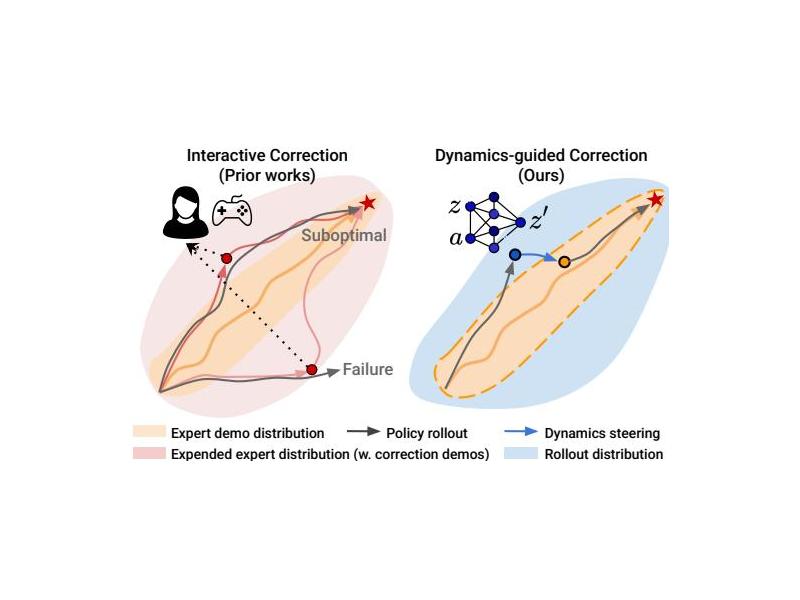 Interactive Correction
(Prior works)
Dynamics-guided Correction
(Ours)
z
a
z′
Suboptimal
Failure
Expert demo distribution
Policy rollout
Dynamics steering
Expended expert distribution (w. correction demos)
Rollout distribution